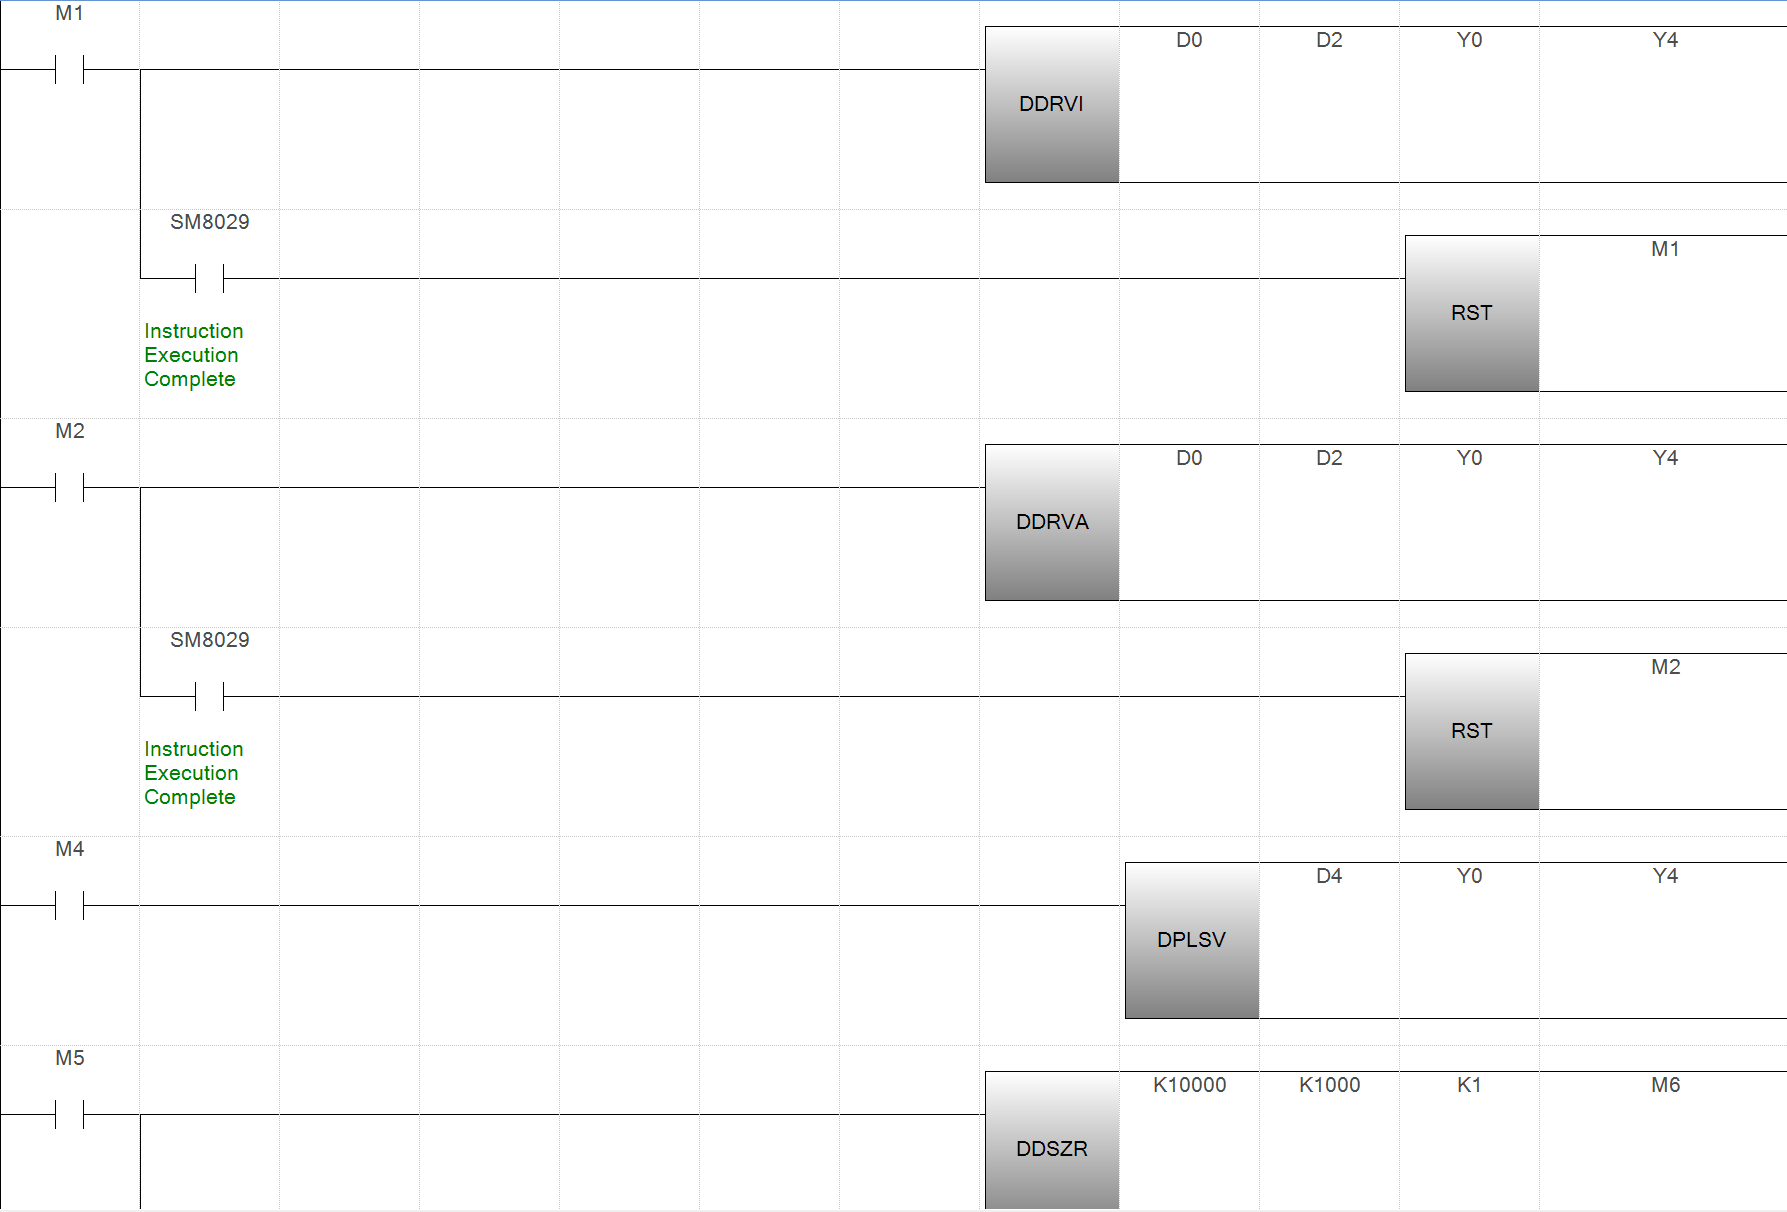 M1
D0 D2 Y0 Y4
DDRVI
SM8029
M1
RST
Instruction
Execution
Complete
M2
D0 D2 Y0 Y4
DDRVA
SM8029
M2
RST
Instruction
Execution
Complete
M4
D4 Y0 Y4
DPLSV
M5
K10000 K1000 K1 M6
DDSZR